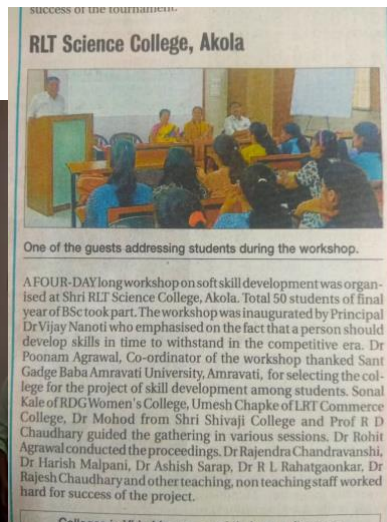 success of the tournament.
RLT Science College, Akola
One of the guests addressing students during the workshop.
A FOUR-DAY long workshop on soft skill development was organ-
ised at Shri RLT Science College, Akola. Total 50 students of final
year of BSc took part. The workshop was inaugurated by Principal
Dr Vijay Nanoti who emphasised on the fact that a person should
develop skills in time to withstand in the competitive era. Dr
Poonam Agrawal, Co-ordinator of the workshop thanked Sant
Gadge Baba Amravati University, Amravati, for selecting the col-
lege for the project of skill development among students. Sonal
Kale of RDG Women's College, Umesh Chapke of LRT Commerce
College, Dr Mohod from Shri Shivaji College and Prof R D
Chaudhary guided the gathering in various sessions. Dr Rohit
Agrawal conducted the proceedings. Dr Rajendra Chandravanshi,
Dr Harish Malpani, Dr Ashish Sarap, Dr R L Rahatgaonkar, Dr
Rajesh Chaudhary and other teaching, non teaching staff worked
hard for success of the project.